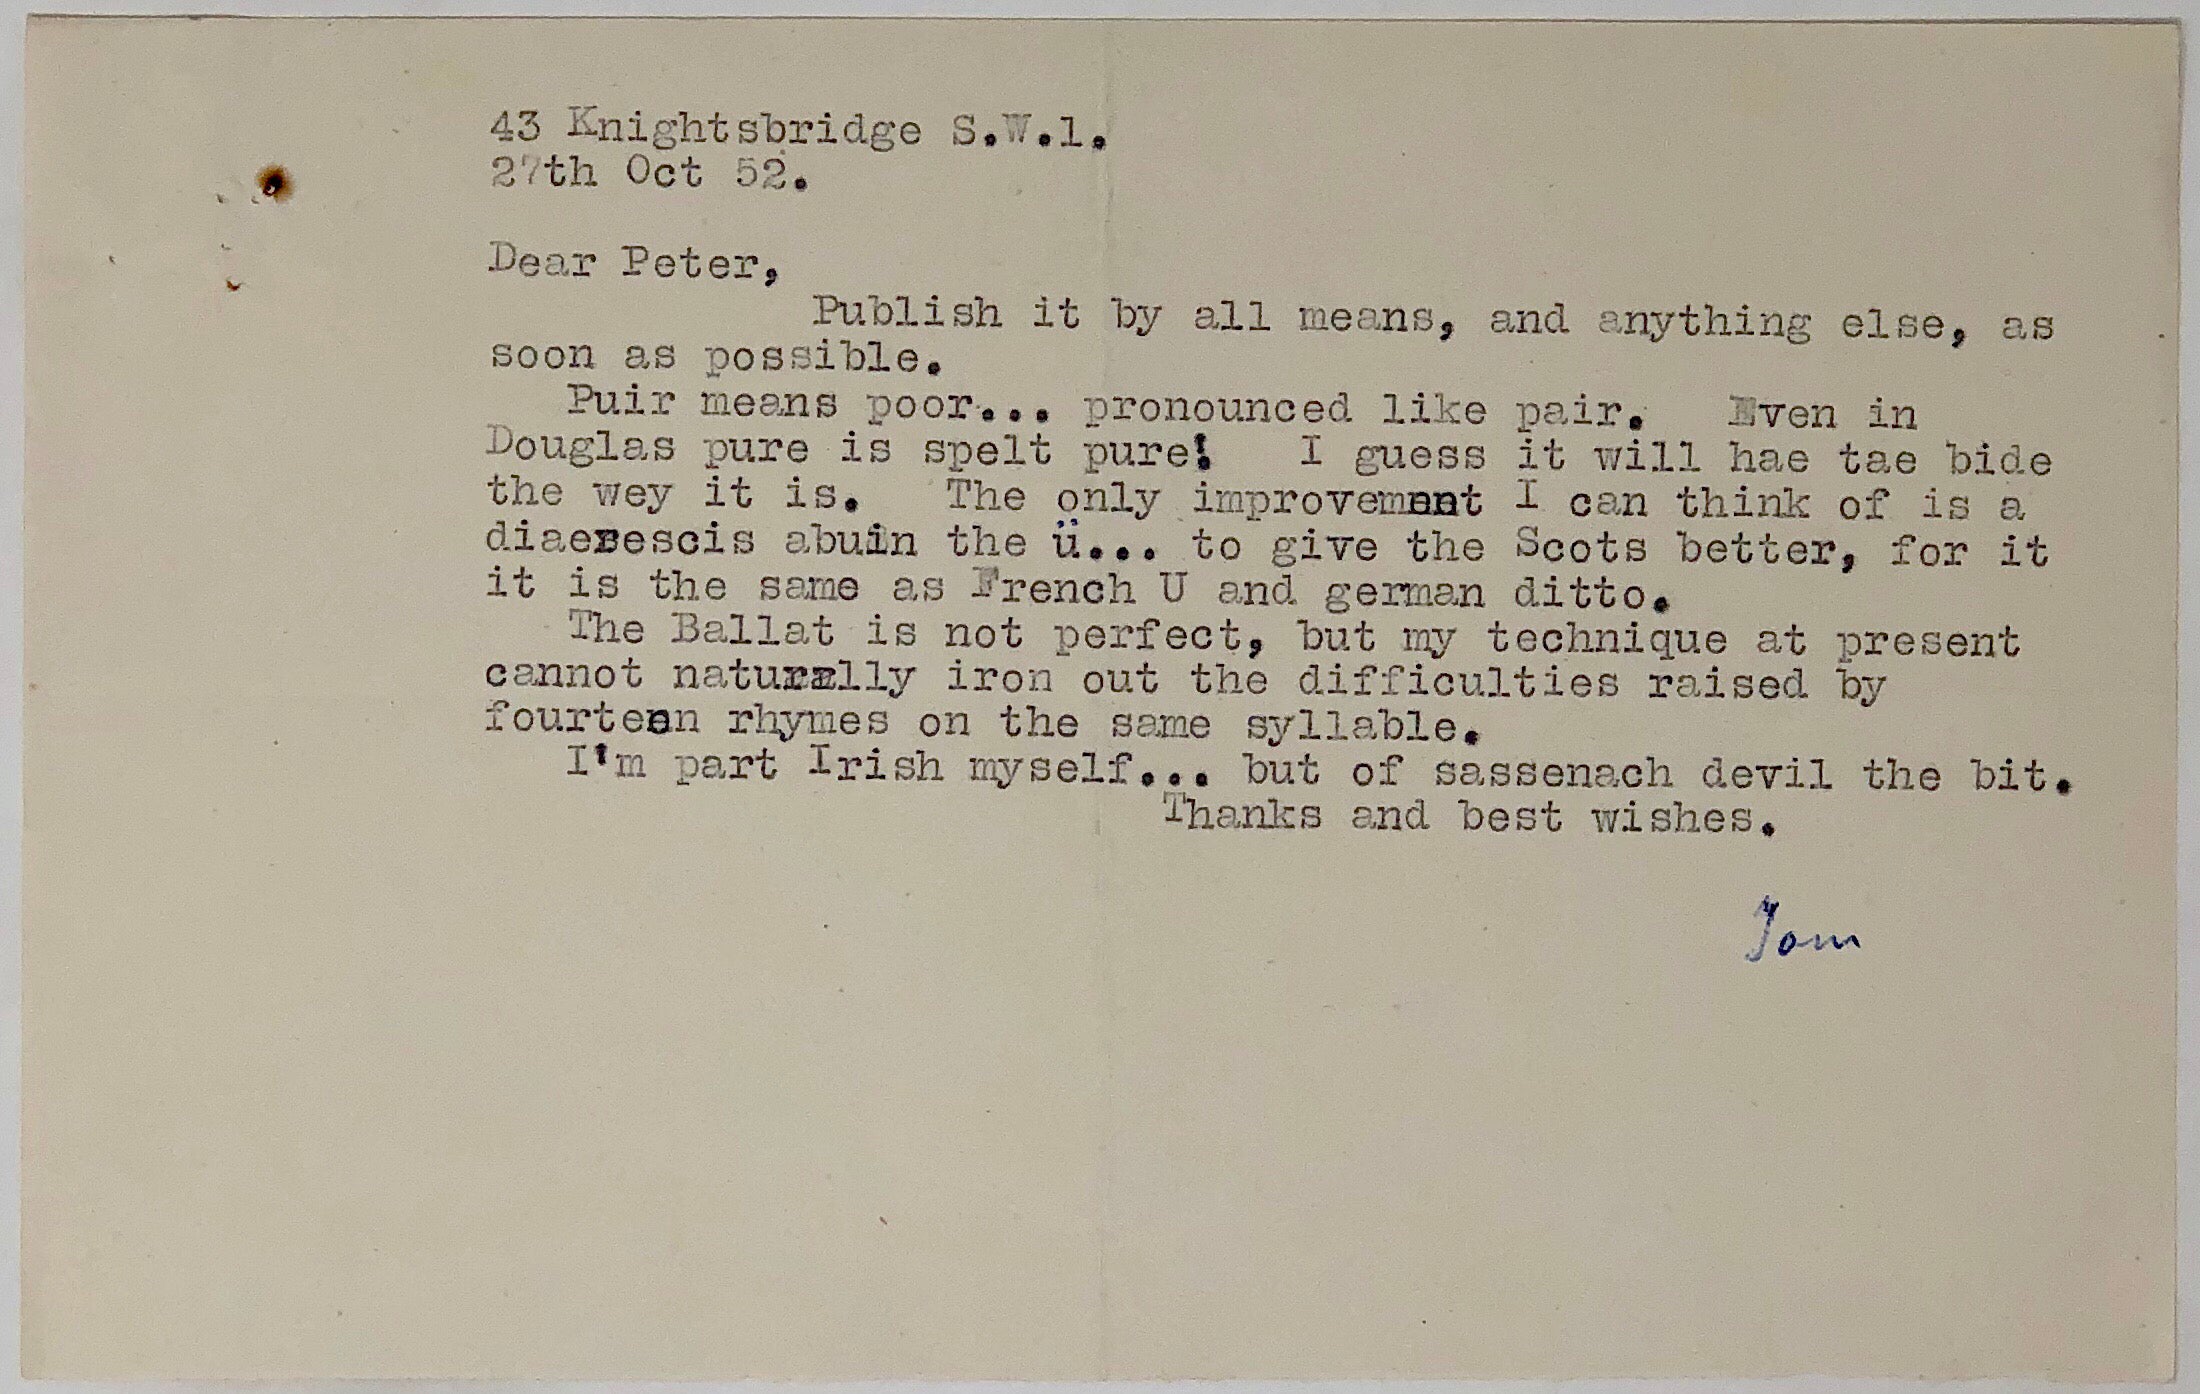 43 Knightsbridge S.W.1.
27th Oct 52.
Dear Peter,
Publish it by all means, and anything else, as
soon as possible.
Puir means poor... pronounced like pair. Even in
Douglas pure is spelt pure! I guess it will hae tae bide
the wey it is. The only improvement I can think of is a
diaerescis abuin the ü... to give the Scots better, for it
it is the same as French U and german ditto.
The Ballat is not perfect, but my technique at present
cannot naturally iron out the difficulties raised by
fourteen rhymes on the same syllable.
I'm part Irish myself... but of sassenach devil the bit.
Thanks and best wishes.
Tom